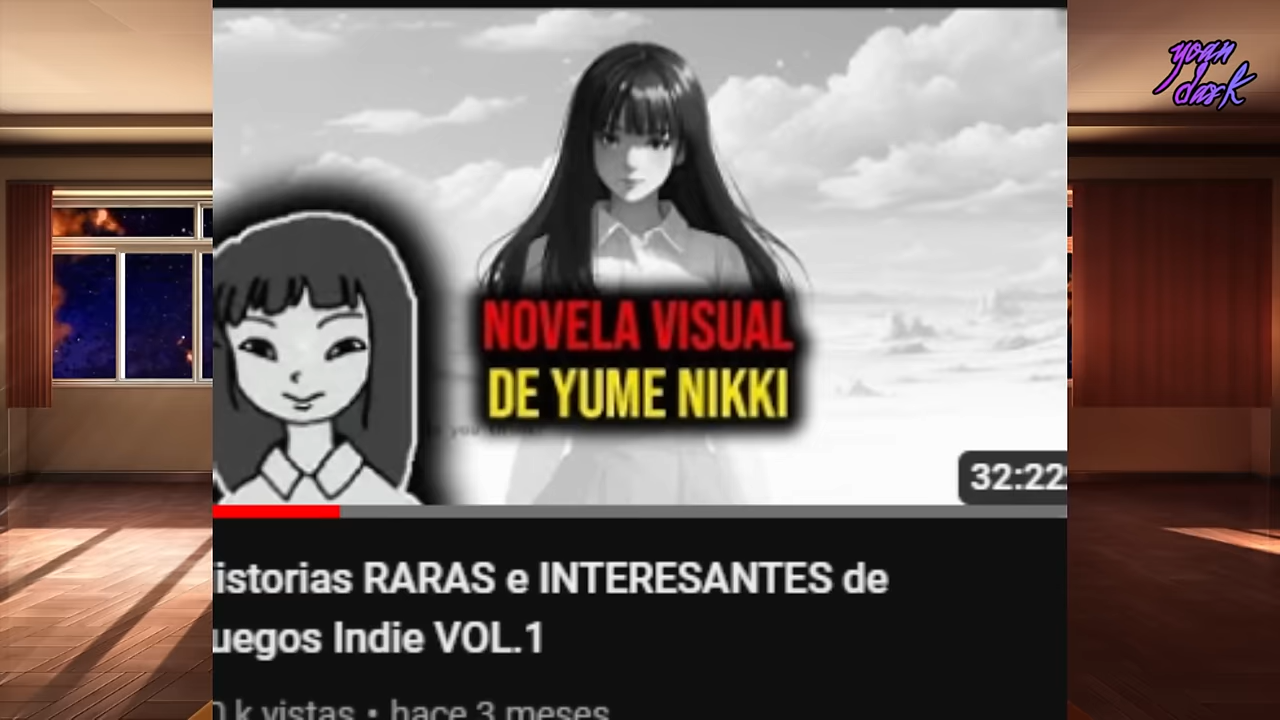 yoan
dark
NOVELA VISUAL
DE YUME NIKKI
32:22
istorias RARAS e INTERESANTES de
uegos Indie VOL.1
k vistas • hace 3 meses